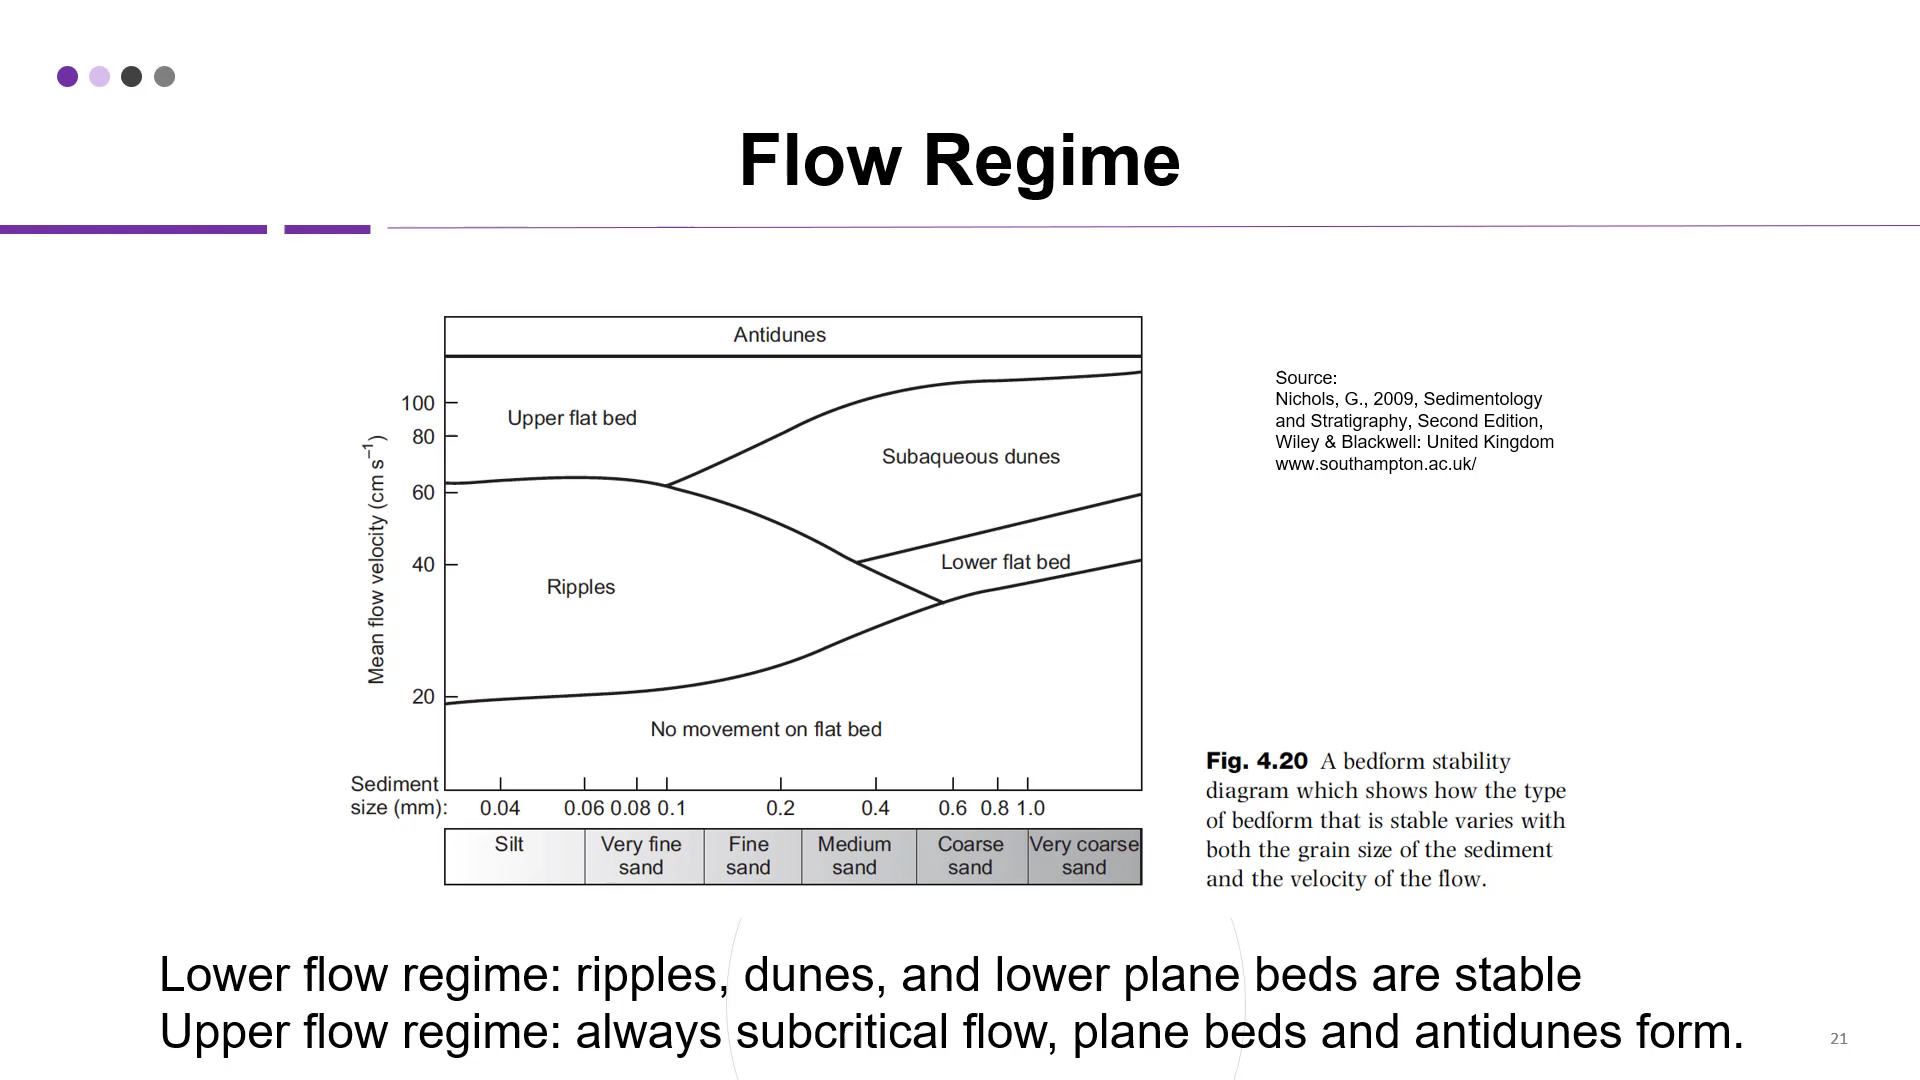 Flow Regime
Antidunes
100
80
60
40
20
Mean flow velocity (cm s⁻¹)
Upper flat bed
Subaqueous dunes
Lower flat bed
Ripples
No movement on flat bed
Sediment
size (mm):
0.04 0.06 0.08 0.1 0.2 0.4 0.6 0.8 1.0
Silt
Very fine
sand
Fine
sand
Medium
sand
Coarse
sand
Very coarse
sand
Source:
Nichols, G., 2009, Sedimentology
and Stratigraphy, Second Edition,
Wiley & Blackwell: United Kingdom
www.southampton.ac.uk/
Fig. 4.20 A bedform stability
diagram which shows how the type
of bedform that is stable varies with
both the grain size of the sediment
and the velocity of the flow.
Lower flow regime: ripples, dunes, and lower plane beds are stable
Upper flow regime: always subcritical flow, plane beds and antidunes form.
21